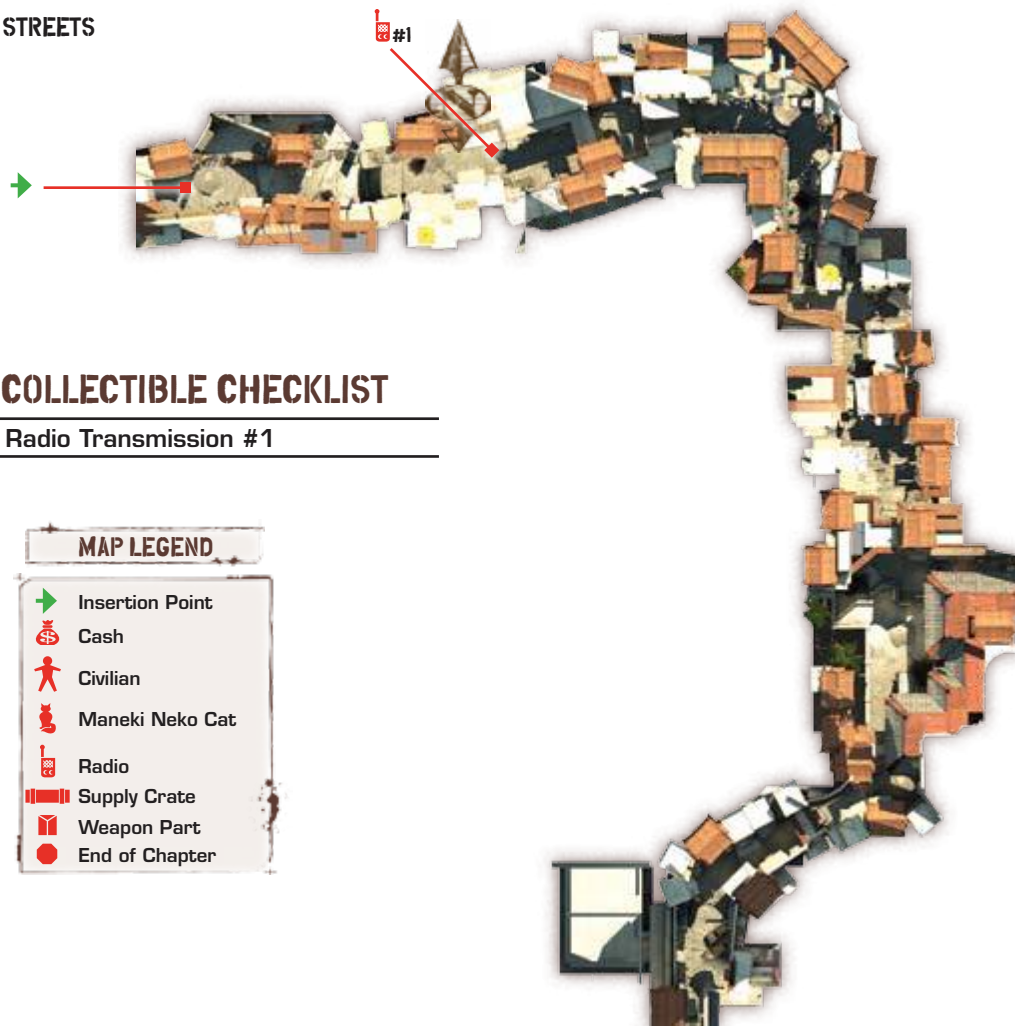 STREETS
#1
COLLECTIBLE CHECKLIST
Radio Transmission #1
MAP LEGEND
Insertion Point
Cash
Civilian
Maneki Neko Cat
Radio
Supply Crate
Weapon Part
End of Chapter